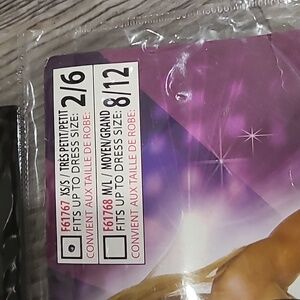 F61767 XS/S / TRÈS PETIT/PETIT
FITS UP TO DRESS SIZE:
CONVIENT AUX TAILLE DE ROBE:
2/6
F61768 M/L / MOYEN/GRAND
FITS UP TO DRESS SIZE:
CONVIENT AUX TAILLE DE ROBE:
8/12